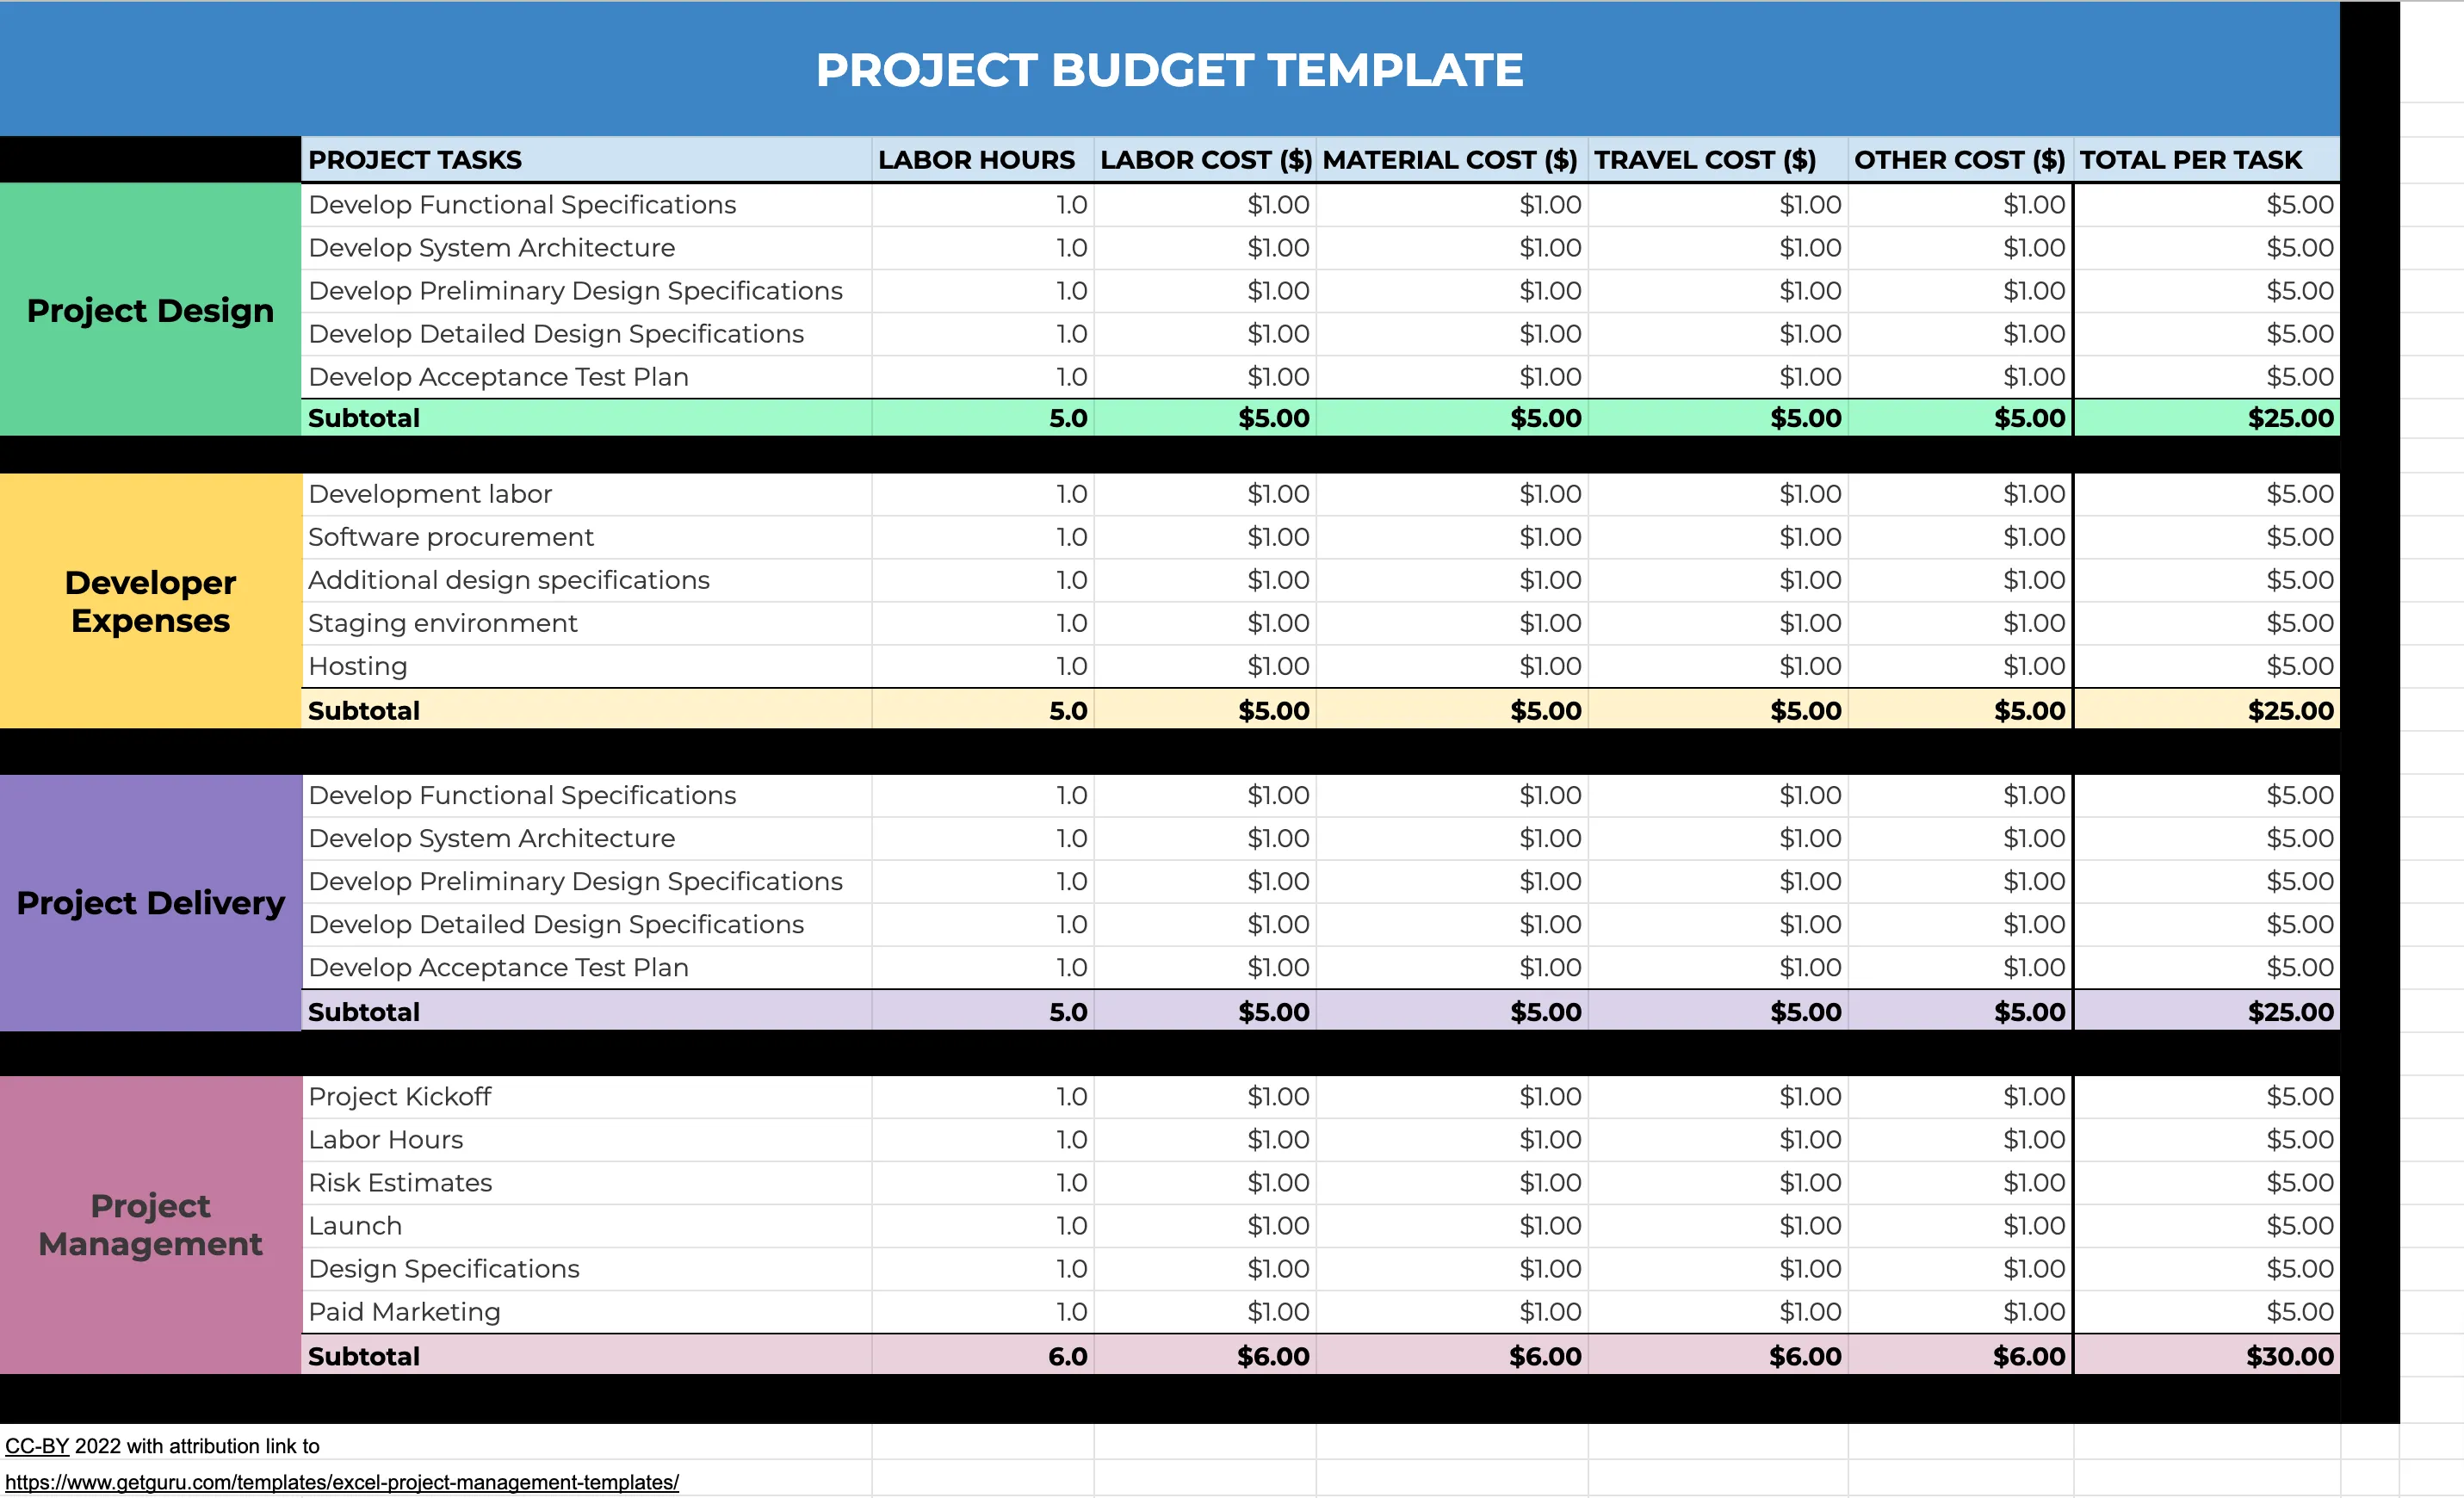 PROJECT BUDGET TEMPLATE
PROJECT TASKS LABOR HOURS LABOR COST ($) MATERIAL COST ($) TRAVEL COST ($) OTHER COST ($) TOTAL PER TASK
Project Design
Develop Functional Specifications 1.0 $1.00 $1.00 $1.00 $1.00 $5.00
Develop System Architecture 1.0 $1.00 $1.00 $1.00 $1.00 $5.00
Develop Preliminary Design Specifications 1.0 $1.00 $1.00 $1.00 $1.00 $5.00
Develop Detailed Design Specifications 1.0 $1.00 $1.00 $1.00 $1.00 $5.00
Develop Acceptance Test Plan 1.0 $1.00 $1.00 $1.00 $1.00 $5.00
Subtotal 5.0 $5.00 $5.00 $5.00 $5.00 $25.00
Developer
Expenses
Development labor 1.0 $1.00 $1.00 $1.00 $1.00 $5.00
Software procurement 1.0 $1.00 $1.00 $1.00 $1.00 $5.00
Additional design specifications 1.0 $1.00 $1.00 $1.00 $1.00 $5.00
Staging environment 1.0 $1.00 $1.00 $1.00 $1.00 $5.00
Hosting 1.0 $1.00 $1.00 $1.00 $1.00 $5.00
Subtotal 5.0 $5.00 $5.00 $5.00 $5.00 $25.00
Project Delivery
Develop Functional Specifications 1.0 $1.00 $1.00 $1.00 $1.00 $5.00
Develop System Architecture 1.0 $1.00 $1.00 $1.00 $1.00 $5.00
Develop Preliminary Design Specifications 1.0 $1.00 $1.00 $1.00 $1.00 $5.00
Develop Detailed Design Specifications 1.0 $1.00 $1.00 $1.00 $1.00 $5.00
Develop Acceptance Test Plan 1.0 $1.00 $1.00 $1.00 $1.00 $5.00
Subtotal 5.0 $5.00 $5.00 $5.00 $5.00 $25.00
Project
Management
Project Kickoff 1.0 $1.00 $1.00 $1.00 $1.00 $5.00
Labor Hours 1.0 $1.00 $1.00 $1.00 $1.00 $5.00
Risk Estimates 1.0 $1.00 $1.00 $1.00 $1.00 $5.00
Launch 1.0 $1.00 $1.00 $1.00 $1.00 $5.00
Design Specifications 1.0 $1.00 $1.00 $1.00 $1.00 $5.00
Paid Marketing 1.0 $1.00 $1.00 $1.00 $1.00 $5.00
Subtotal 6.0 $6.00 $6.00 $6.00 $6.00 $30.00
CC-BY 2022 with attribution link to
https://www.getguru.com/templates/excel-project-management-templates/